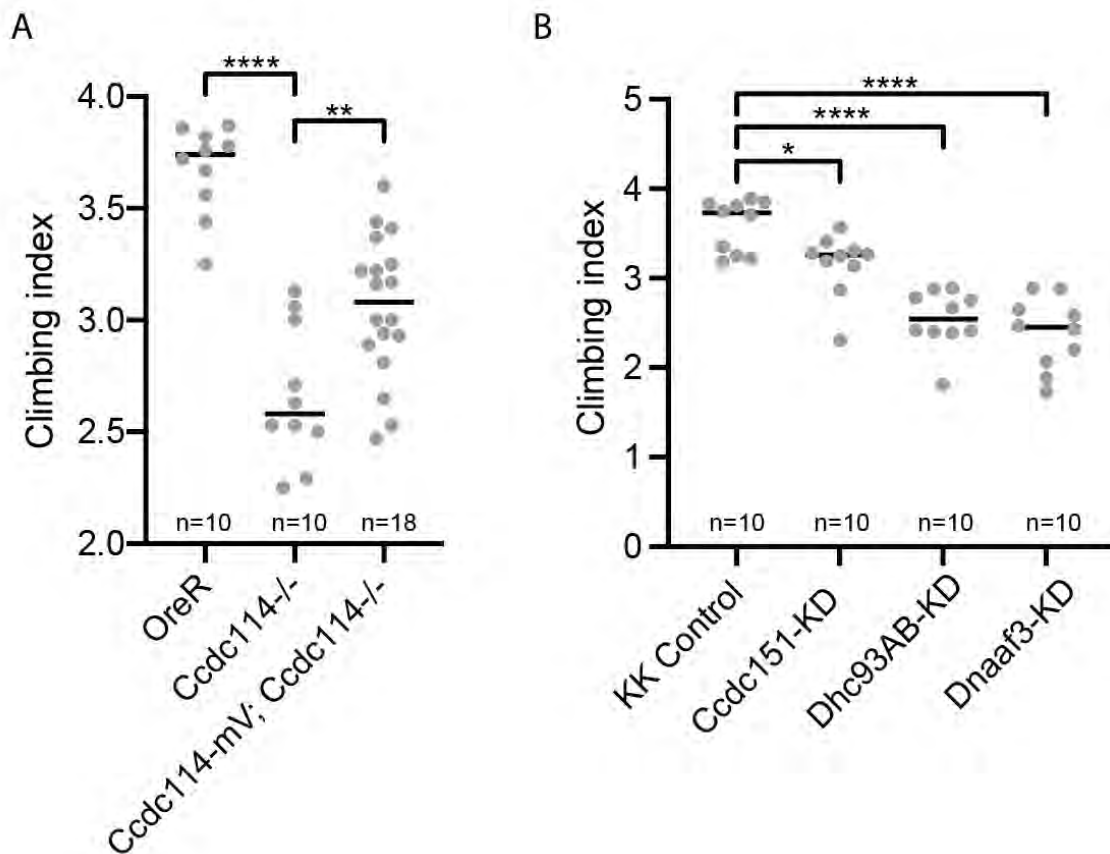 A
****
**
4.0
3.5
3.0
2.5
2.0
Climbing index
n=10
n=10
n=18
OreR
Ccdc114-/-
Ccdc114-mV; Ccdc114-/-
B
****
****
*
5
4
3
2
1
0
Climbing index
n=10
n=10
n=10
n=10
KK Control
Ccdc151-KD
Dhc93AB-KD
Dnaaf3-KD